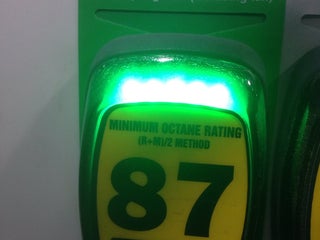 MINIMUM OCTANE RATING
(R+M)/2 METHOD
87